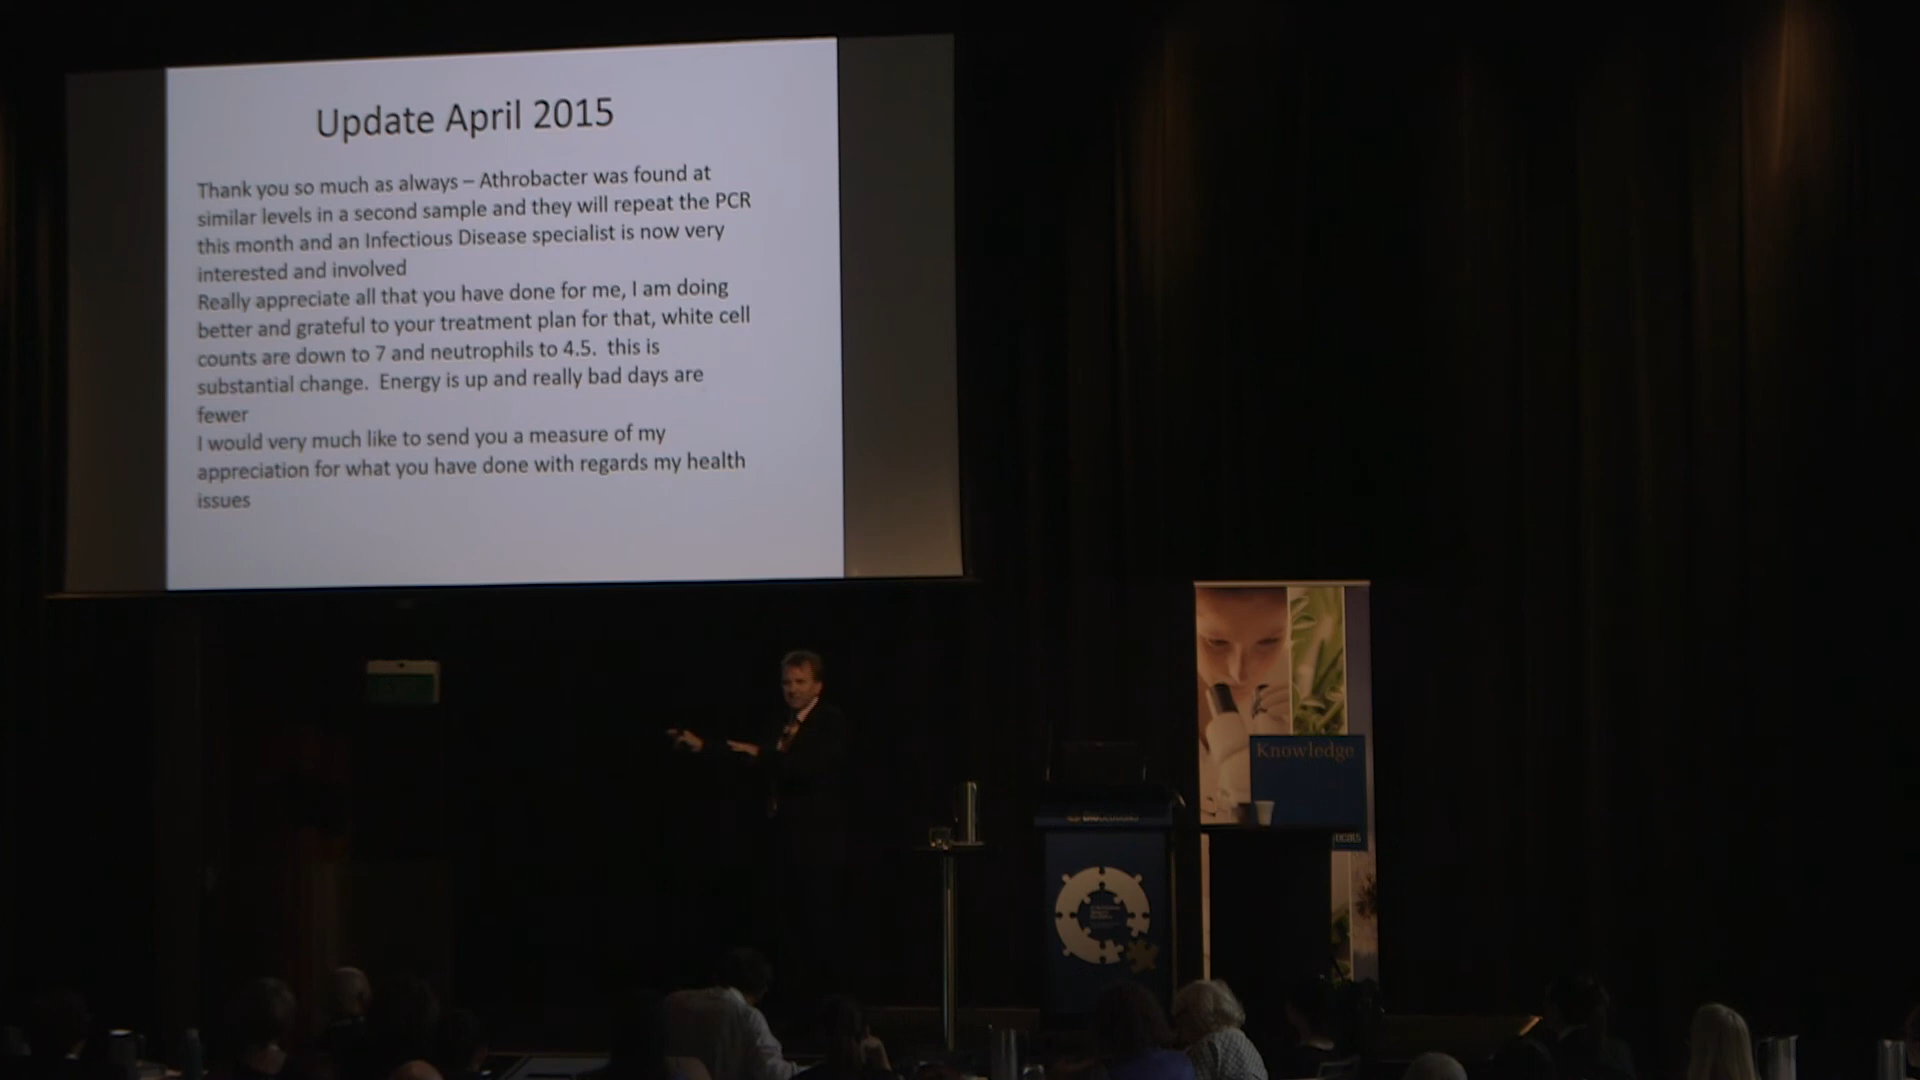 Update April 2015
Thank you so much as always – Athrobacter was found at
similar levels in a second sample and they will repeat the PCR
this month and an Infectious Disease specialist is now very
interested and involved
Really appreciate all that you have done for me, I am doing
better and grateful to your treatment plan for that, white cell
counts are down to 7 and neutrophils to 4.5.  this is
substantial change.  Energy is up and really bad days are
fewer
I would very much like to send you a measure of my
appreciation for what you have done with regards my health
issues
Knowledge